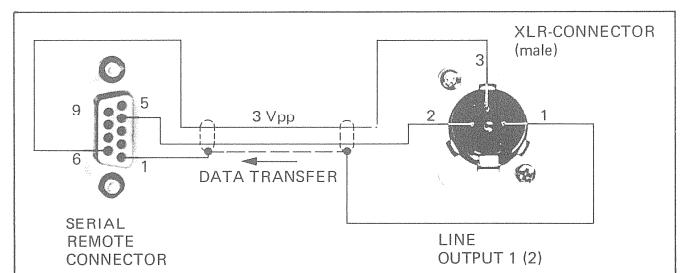 XLR-CONNECTOR
(male)
3
9
5
3 Vpp
2
1
6
1
DATA TRANSFER
SERIAL
REMOTE
CONNECTOR
LINE
OUTPUT 1 (2)